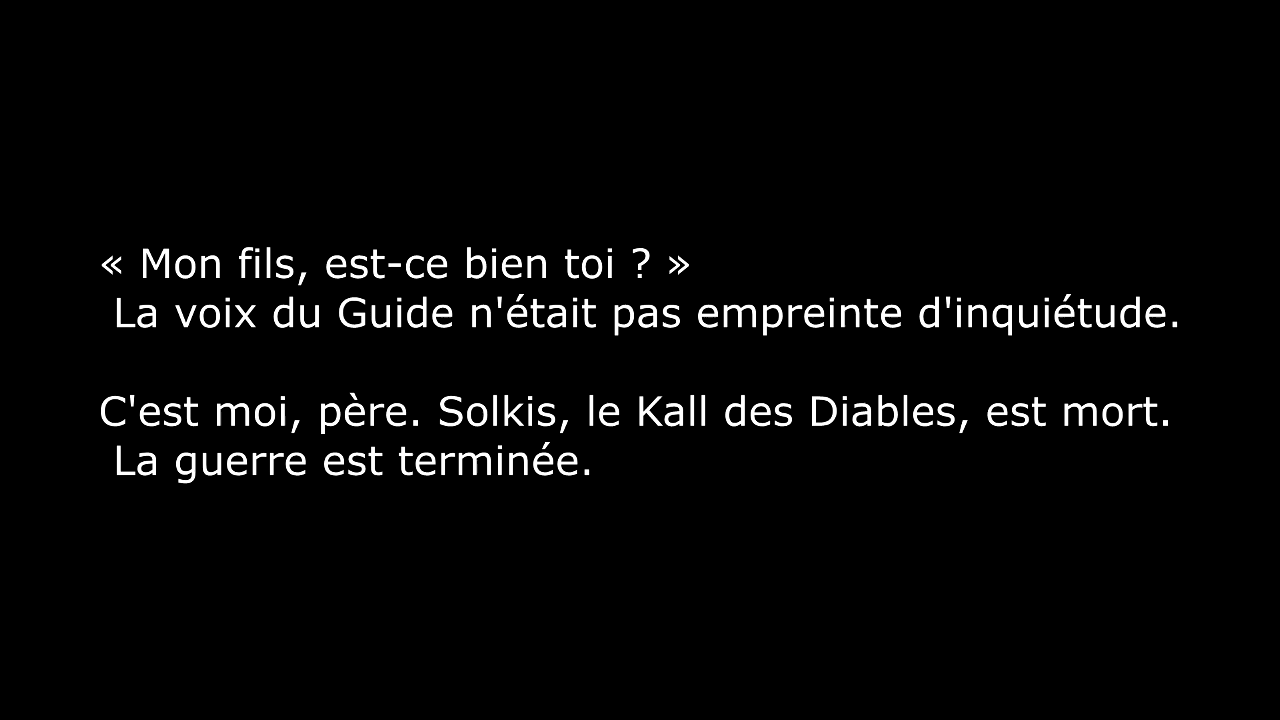 « Mon fils, est-ce bien toi ? »
La voix du Guide n'était pas empreinte d'inquiétude.
C'est moi, père. Solkis, le Kall des Diables, est mort.
La guerre est terminée.